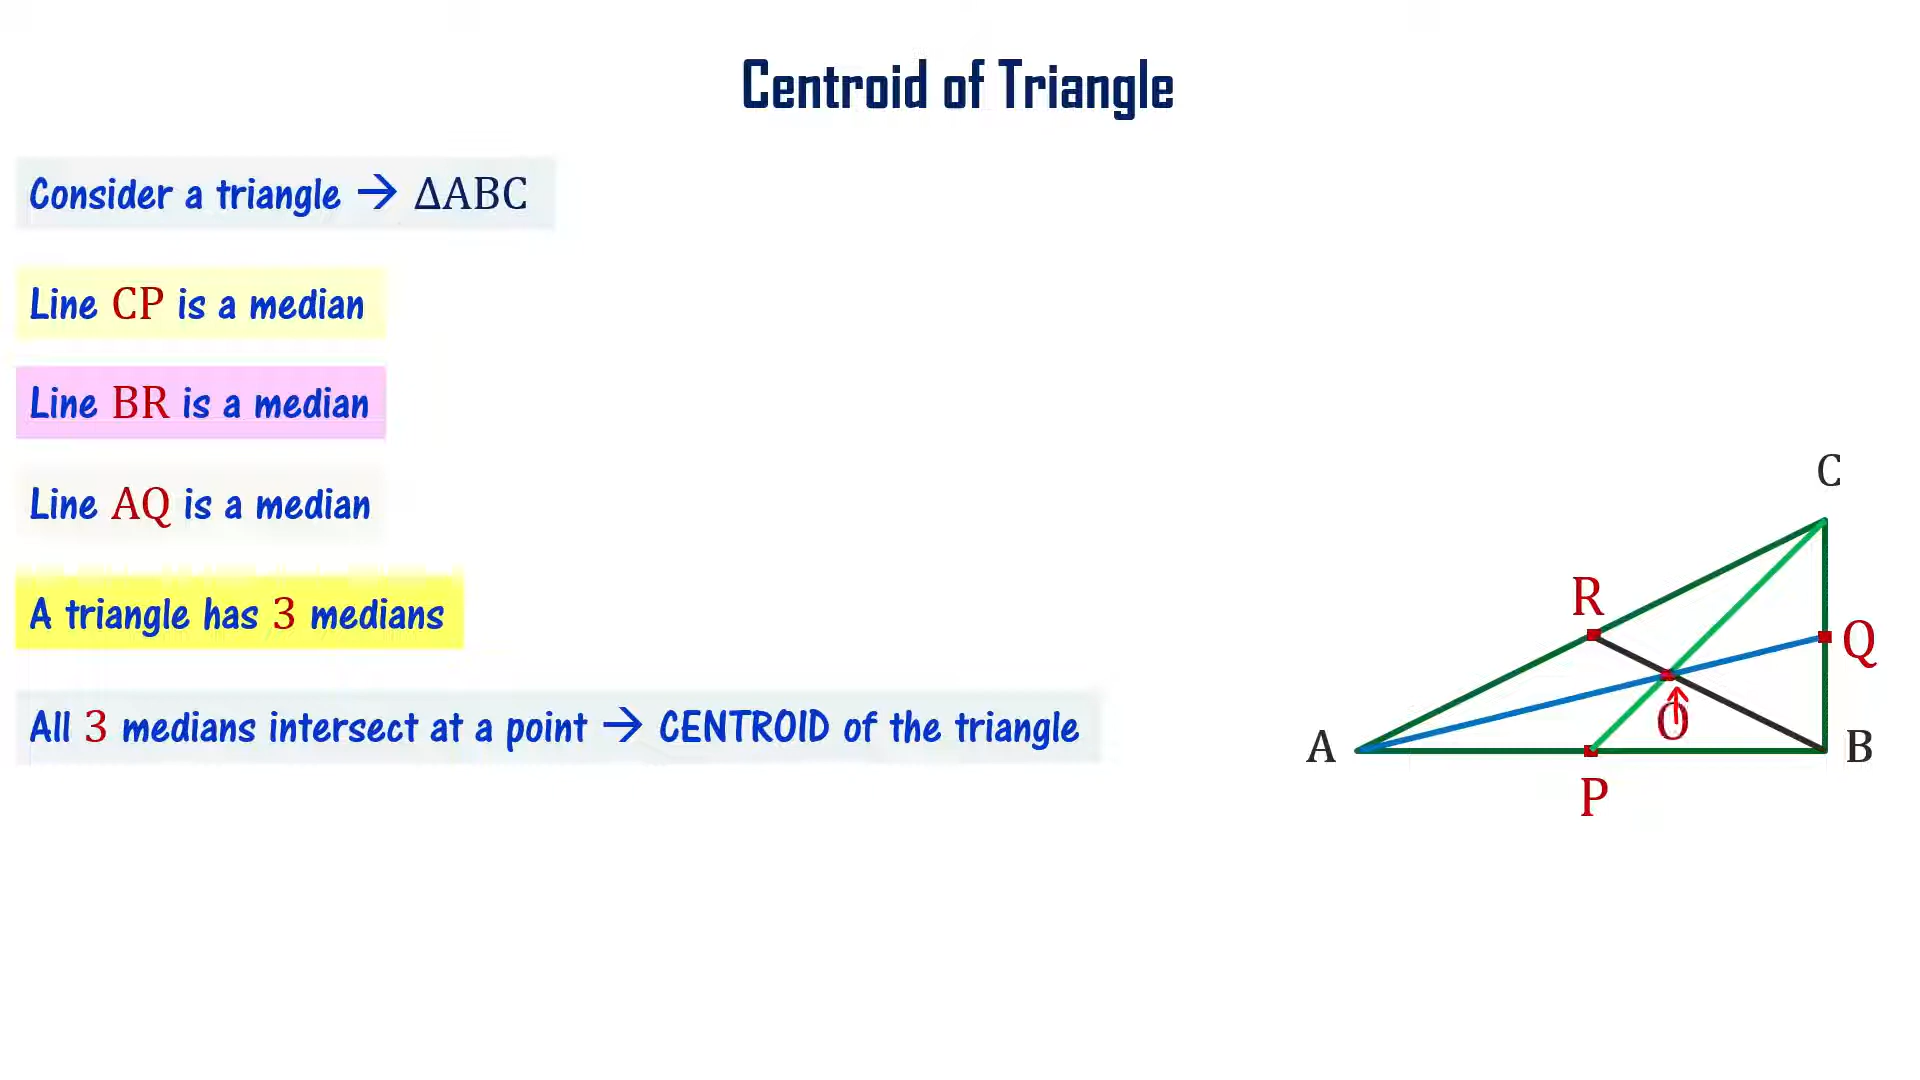 Centroid of Triangle
Consider a triangle → ΔABC
Line CP is a median
Line BR is a median
Line AQ is a median
A triangle has 3 medians
All 3 medians intersect at a point → CENTROID of the triangle
C
R
Q
O
A
B
P